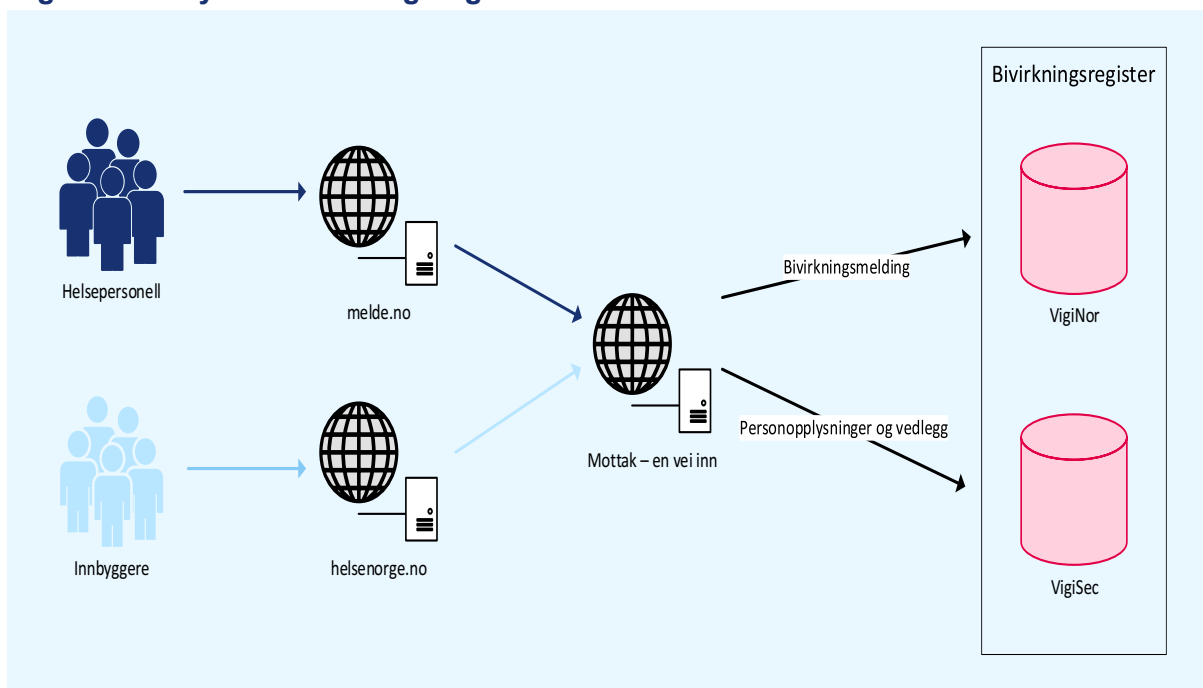 Bivirkningsregister
Helsepersonell
melde.no
Bivirkningsmelding
VigiNor
Mottak – en vei inn
Personopplysninger og vedlegg
Innbyggere
helsenorge.no
VigiSec